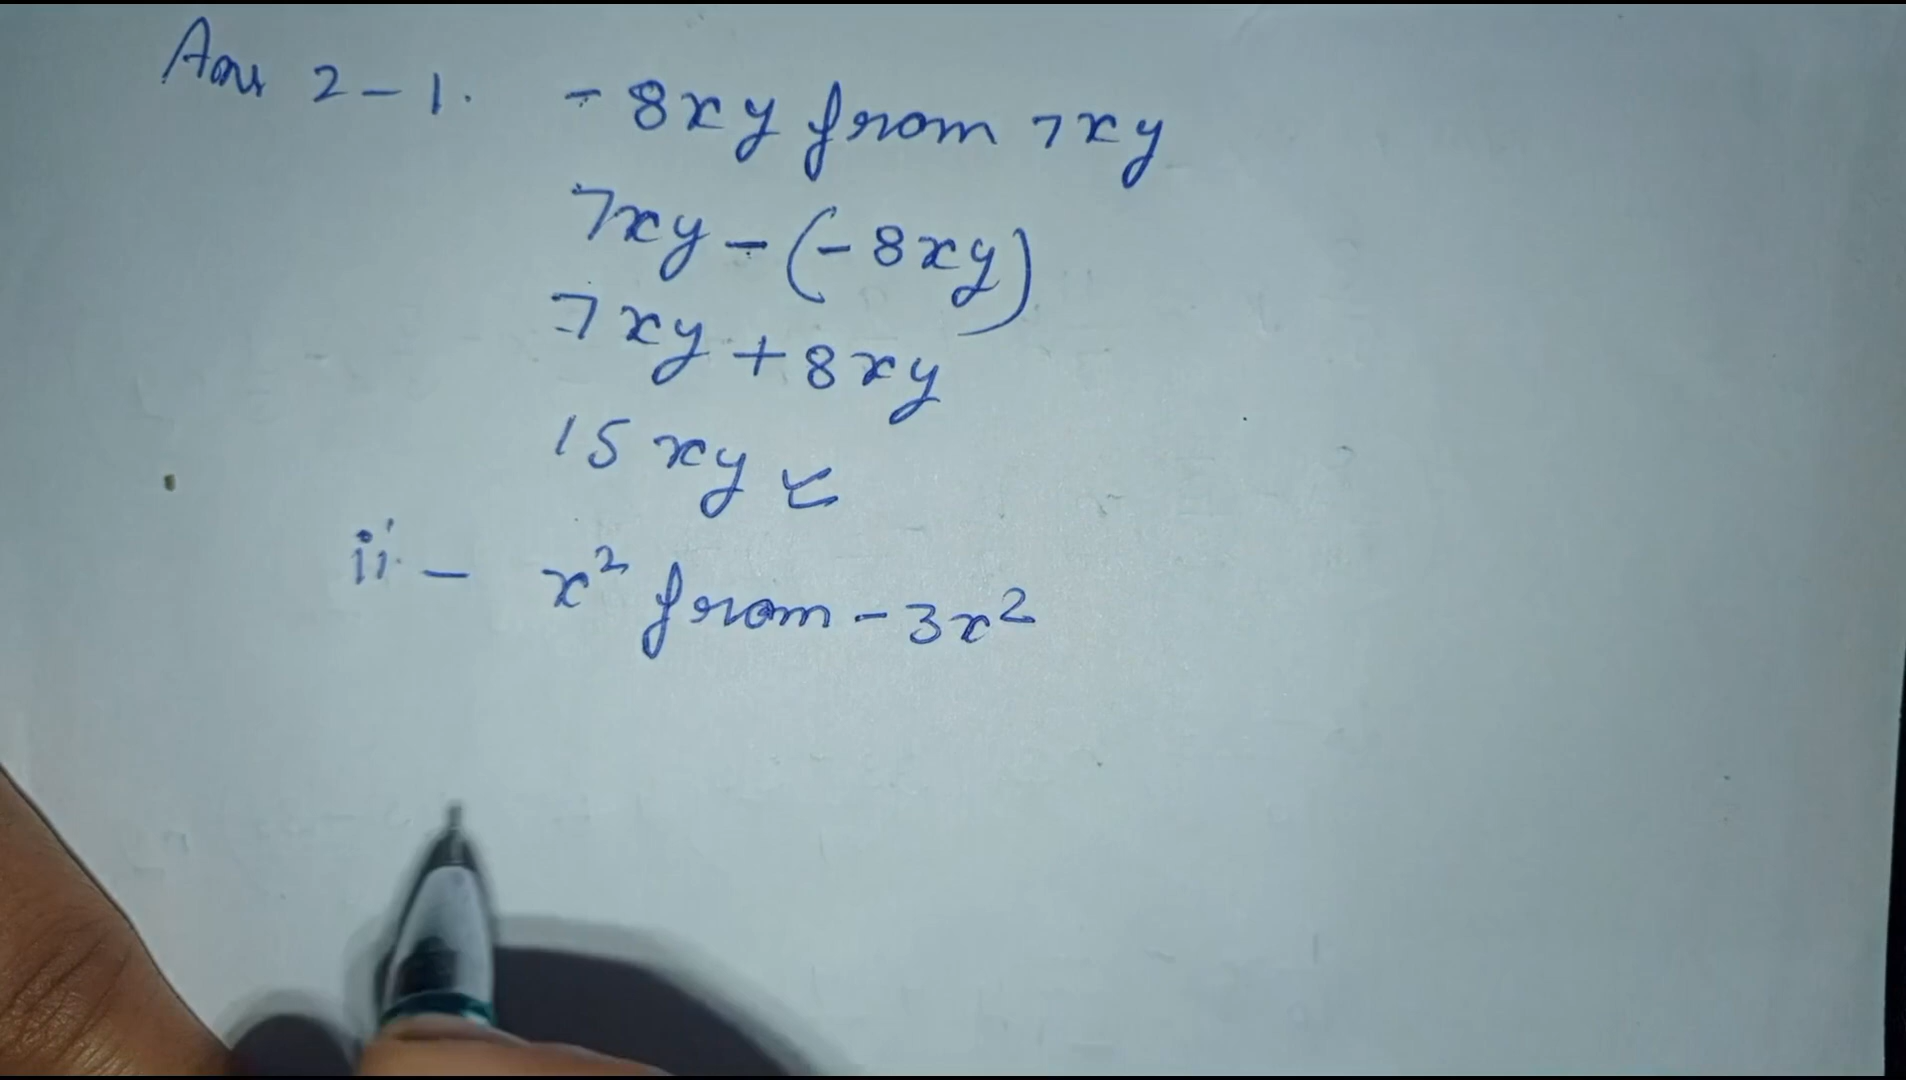 Ans 2-1. -8xy from 7xy
7xy-(-8xy)
7xy+8xy
15xy
ii- x² from -3x²